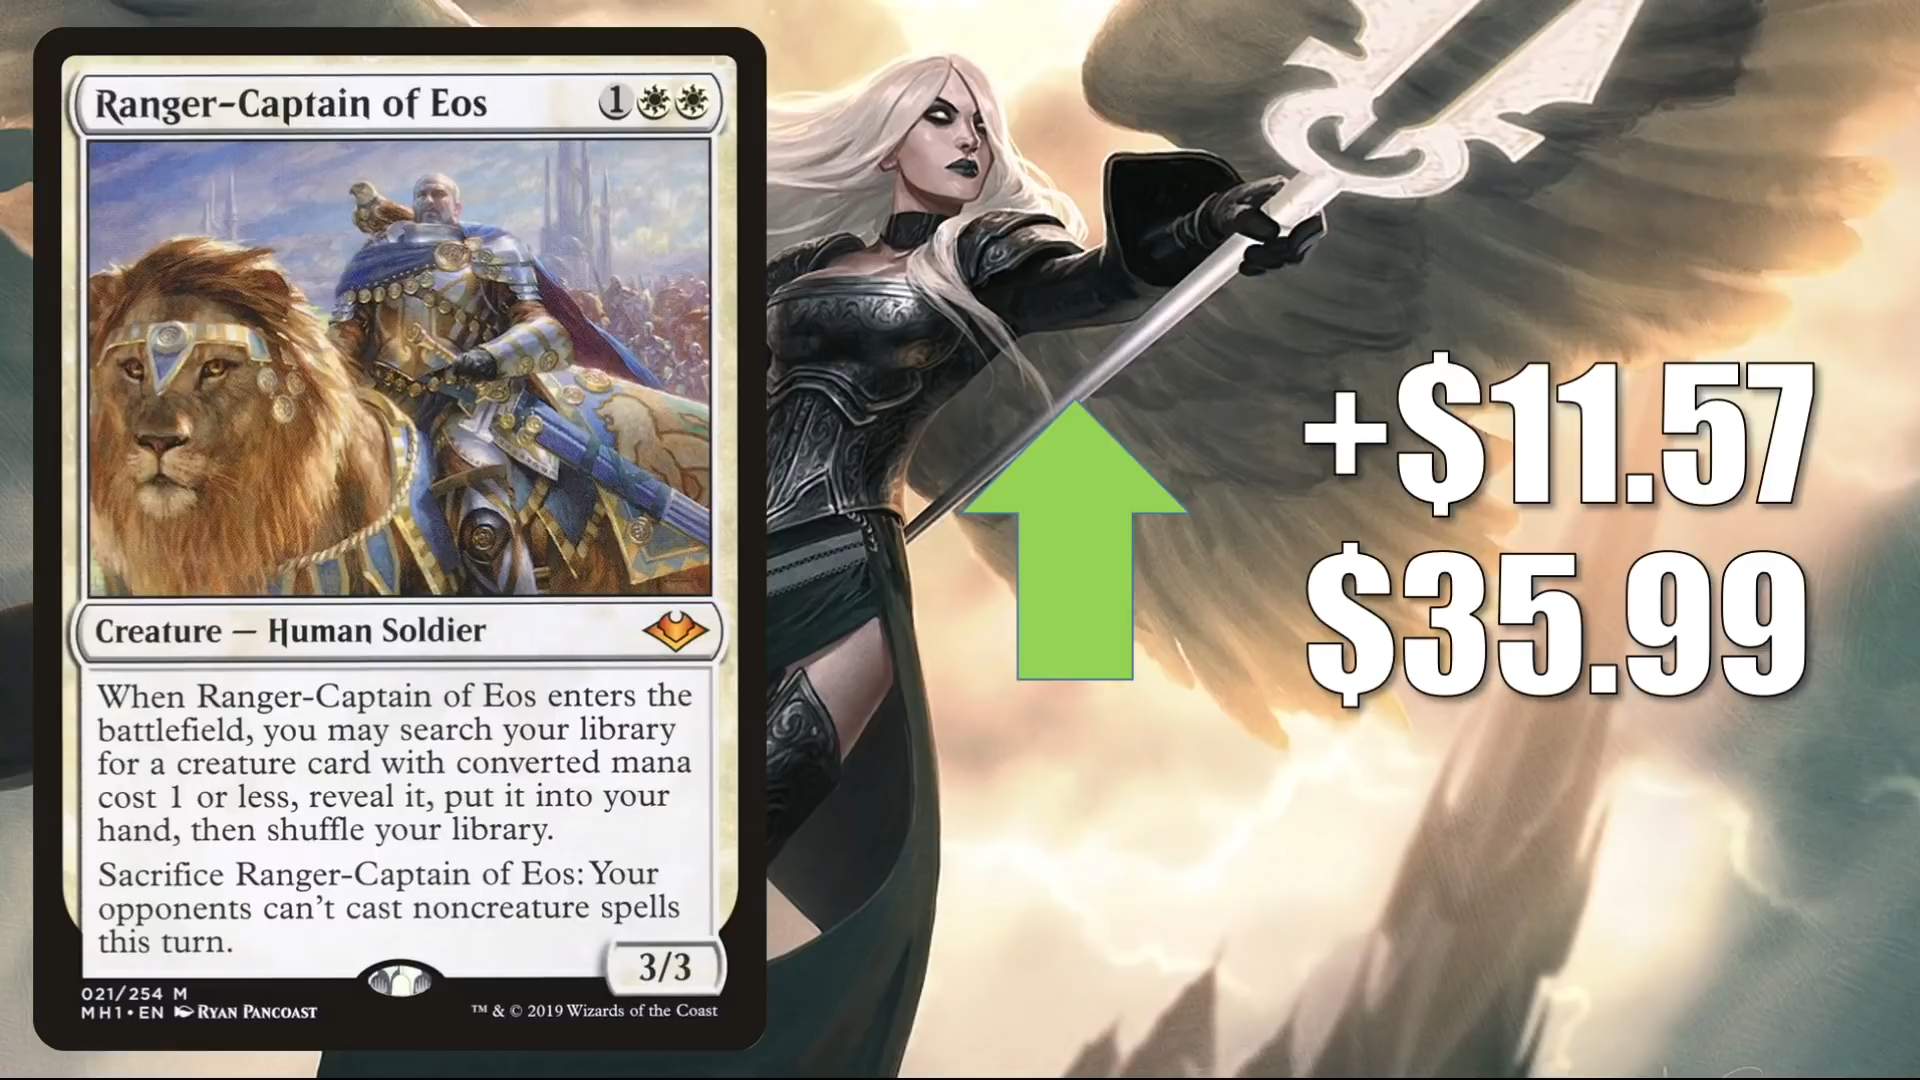 Ranger-Captain of Eos 1
Creature — Human Soldier
When Ranger-Captain of Eos enters the
battlefield, you may search your library
for a creature card with converted mana
cost 1 or less, reveal it, put it into your
hand, then shuffle your library.
Sacrifice Ranger-Captain of Eos: Your
opponents can't cast noncreature spells
this turn.
3/3
021/254 M
MH1•EN RYAN PANCOAST
™ & © 2019 Wizards of the Coast
+$11.57
$35.99